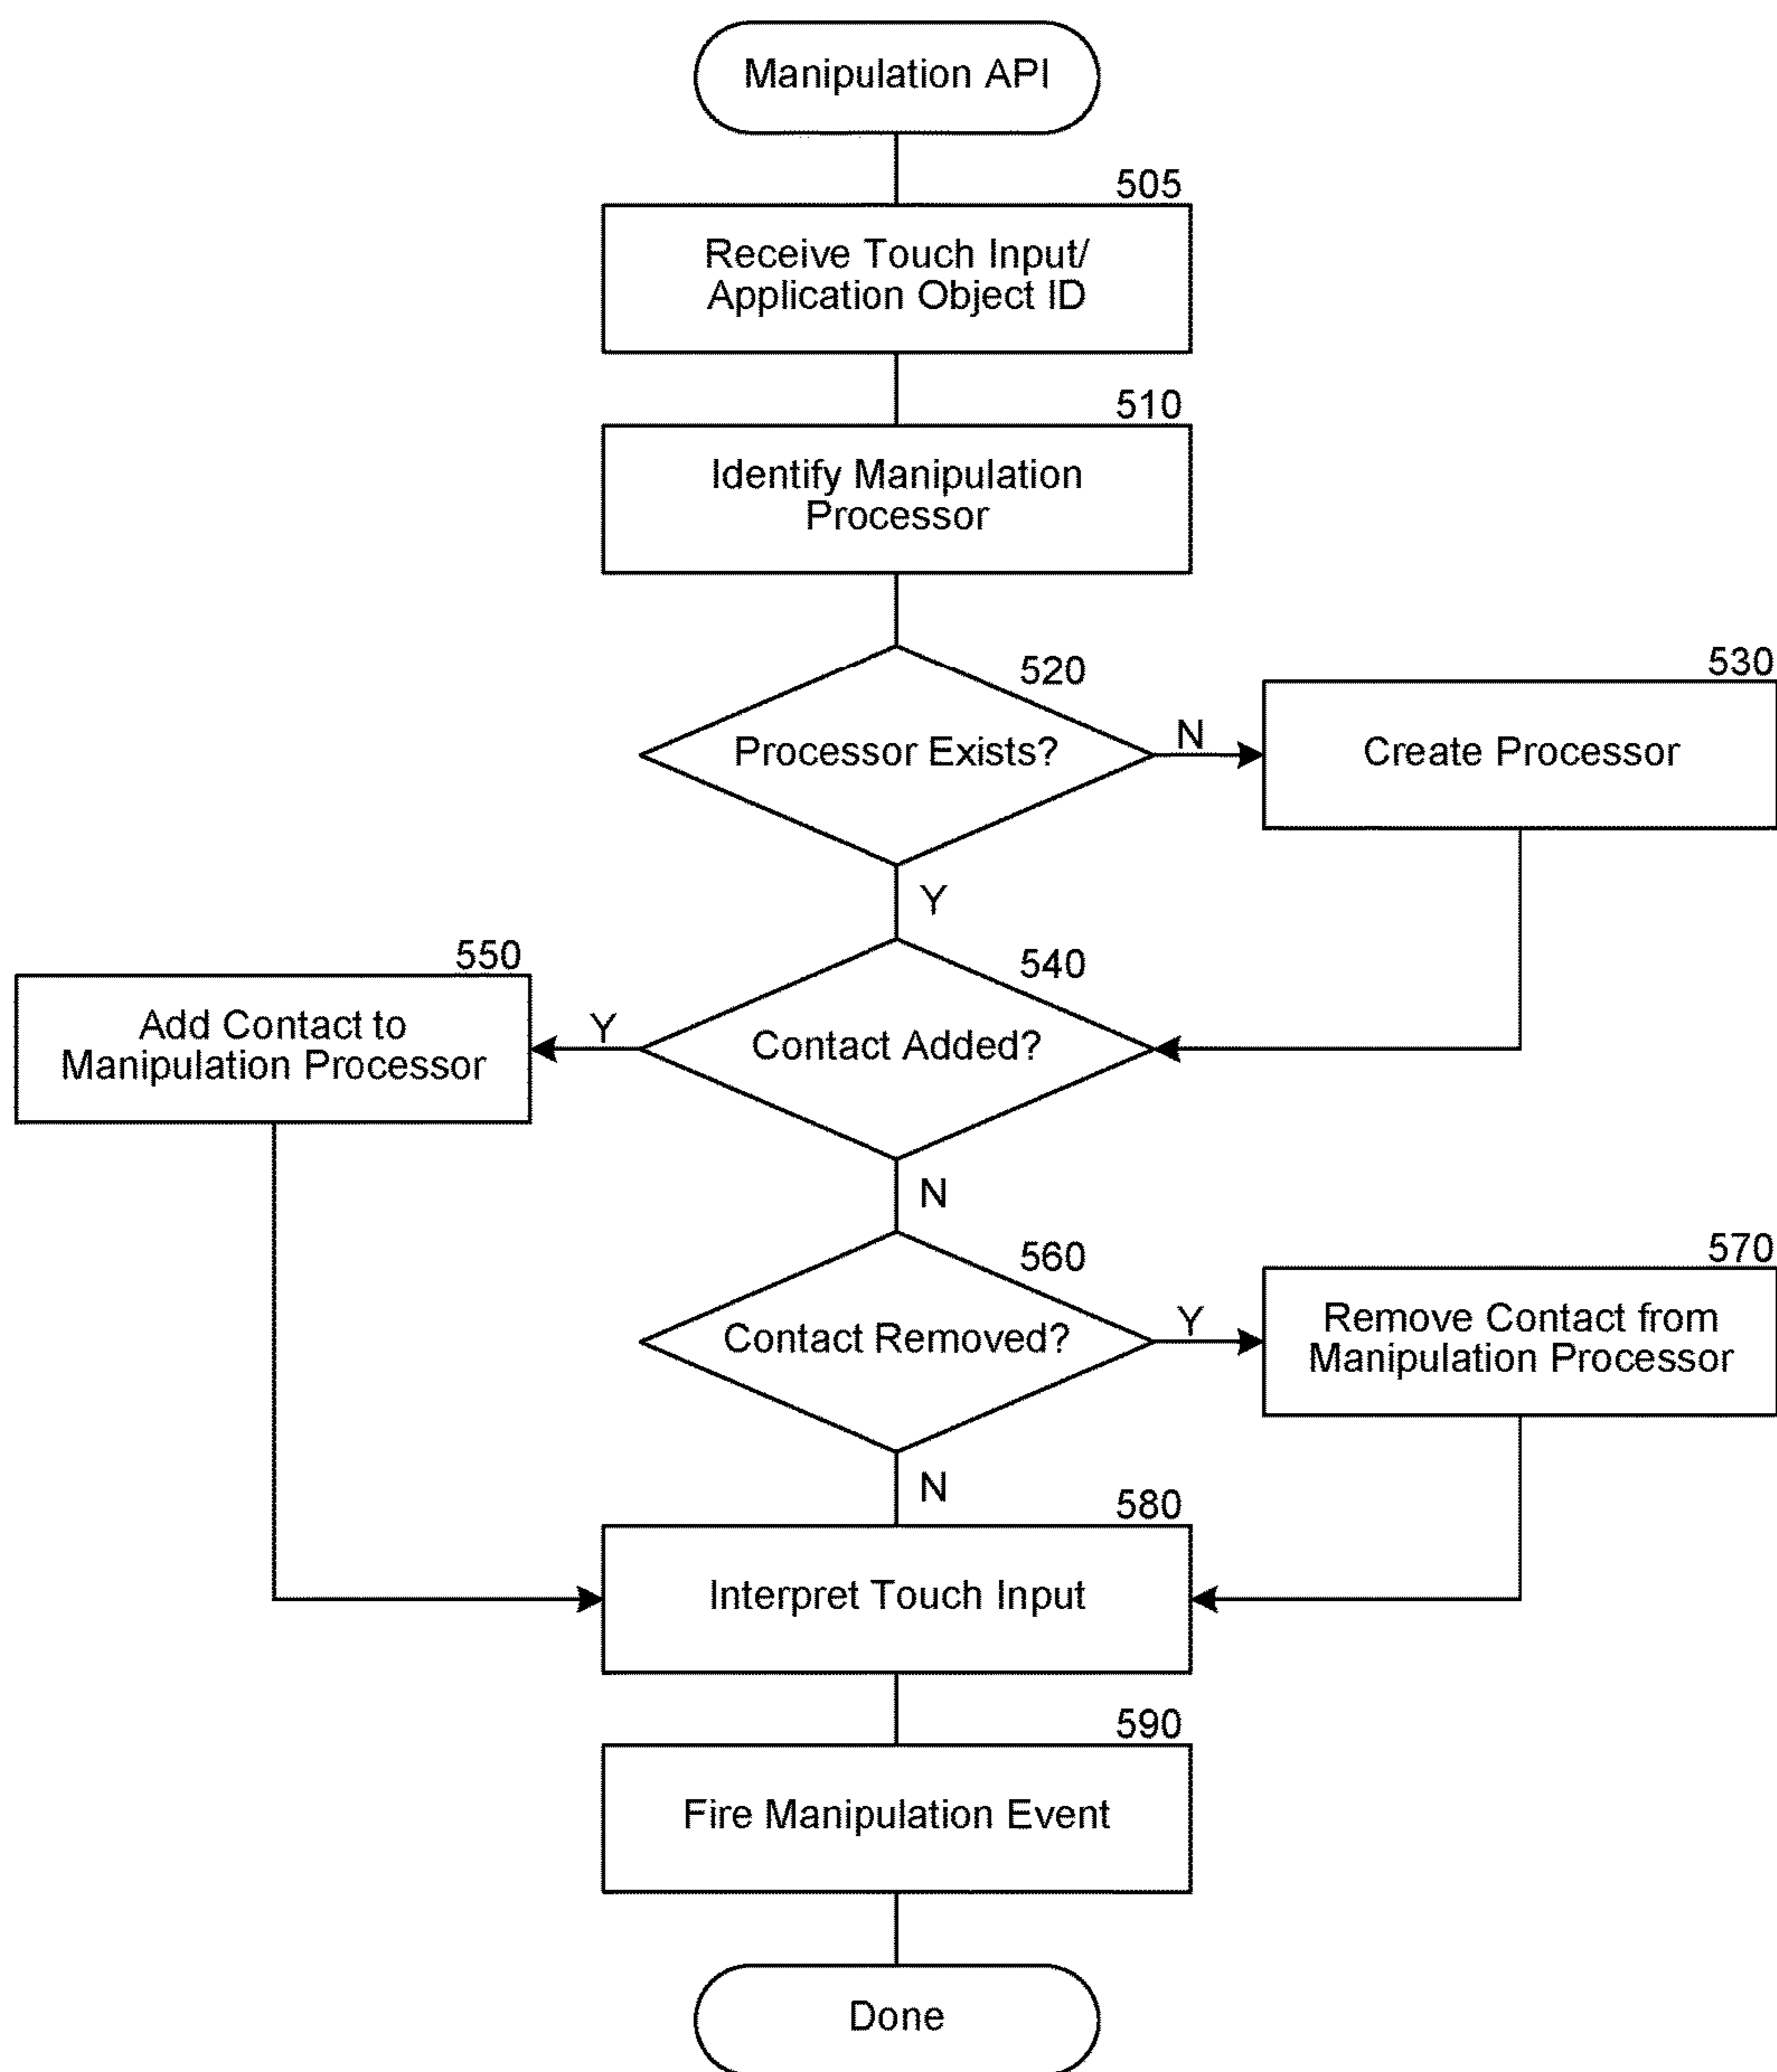 Manipulation API
505
Receive Touch Input/
Application Object ID
510
Identify Manipulation
Processor
520
Processor Exists?
N
530
Create Processor
Y
540
Contact Added?
Y
550
Add Contact to
Manipulation Processor
N
560
Contact Removed?
Y
570
Remove Contact from
Manipulation Processor
N
580
Interpret Touch Input
590
Fire Manipulation Event
Done